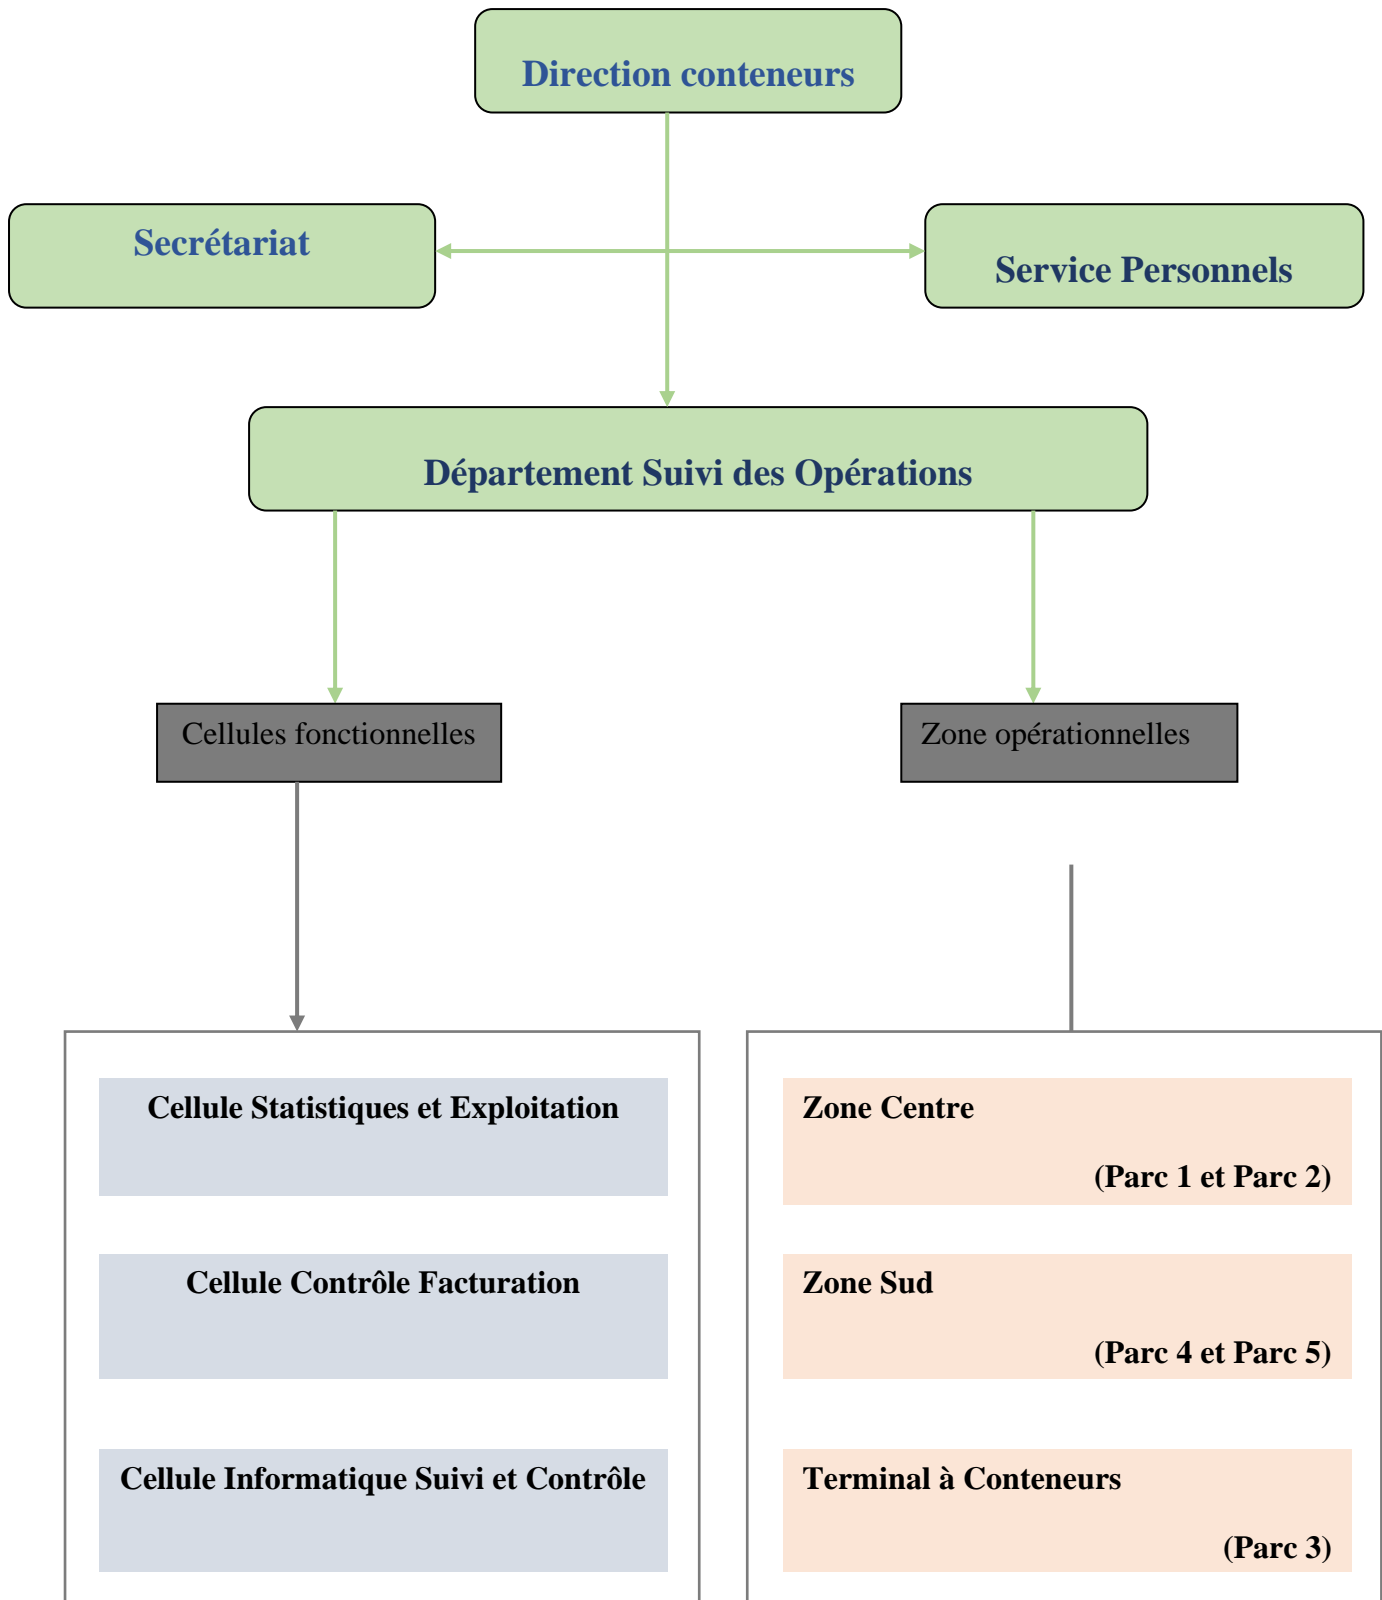 Direction conteneurs
Secrétariat
Service Personnels
Département Suivi des Opérations
Cellules fonctionnelles
Zone opérationnelles
Cellule Statistiques et Exploitation
Cellule Contrôle Facturation
Cellule Informatique Suivi et Contrôle
Zone Centre
(Parc 1 et Parc 2)
Zone Sud
(Parc 4 et Parc 5)
Terminal à Conteneurs
(Parc 3)